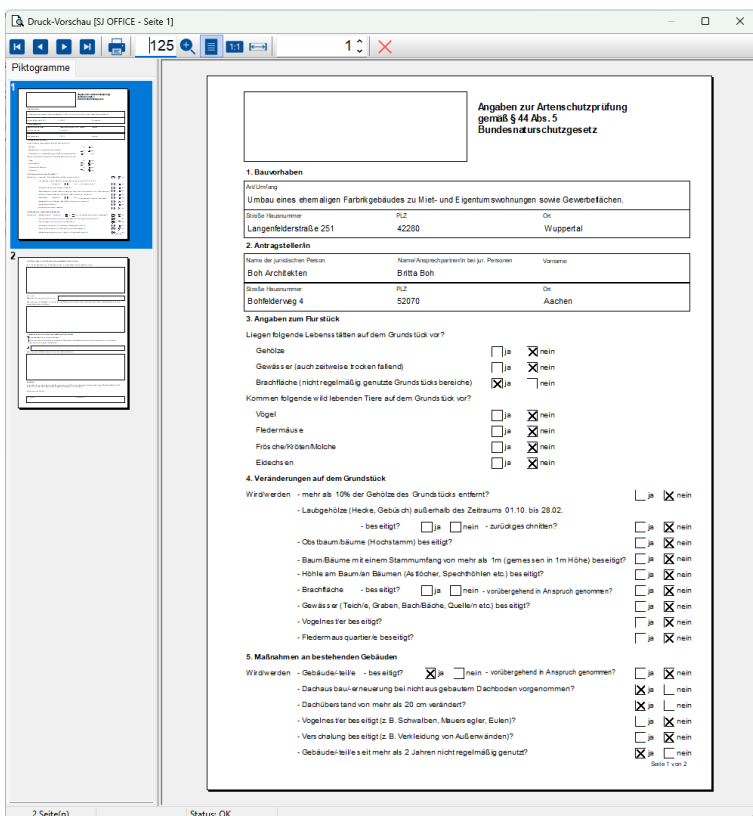 Druck-Vorschau [SJ OFFICE - Seite 1]
125 1:1 1
Piktogramme
1
2
Angaben zur Artenschutzprüfung
gemäß § 44 Abs. 5
Bundesnaturschutzgesetz
1. Bauvorhaben
Art/Umfang
Umbau eines ehemaligen Farbrikgebäudes zu Miet- und Eigentumswohnungen sowie Gewerbeflächen.
Straße Hausnummer PLZ Ort
Langenfelderstraße 251 42280 Wuppertal
2. Antragsteller/in
Name der juristischen Person Name/Ansprechpartner/in bei jur. Personen Vorname
Boh Architekten Britta Boh
Straße Hausnummer PLZ Ort
Bohfelderweg 4 52070 Aachen
3. Angaben zum Flurstück
Liegen folgende Lebensstätten auf dem Grundstück vor?
Gehölze ja nein
Gewässer (auch zeitweise trocken fallend) ja nein
Brachfläche (nicht regelmäßig genutzte Grundstücksbereiche) ja nein
Kommen folgende wild lebenden Tiere auf dem Grundstück vor?
Vögel ja nein
Fledermäuse ja nein
Frösche/Kröten/Molche ja nein
Eidechsen ja nein
4. Veränderungen auf dem Grundstück
Wird/werden - mehr als 10% der Gehölze des Grundstücks entfernt? ja nein
- Laubgehölze (Hecke, Gebüsch) außerhalb des Zeitraums 01.10. bis 28.02.
- beseitigt? ja nein - zurückgeschnitten? ja nein
- Obstbaum/bäume (Hochstamm) beseitigt? ja nein
- Baum/Bäume mit einem Stammumfang von mehr als 1m (gemessen in 1m Höhe) beseitigt? ja nein
- Höhle am Baum/an Bäumen (Astlöcher, Spechthöhlen etc.) beseitigt? ja nein
- Brachfläche - beseitigt? ja nein - vorübergehend in Anspruch genommen? ja nein
- Gewässer (Teich/e, Graben, Bach/Bäche, Quelle/n etc.) beseitigt? ja nein
- Vogelnest/er beseitigt? ja nein
- Fledermausquartier/e beseitigt? ja nein
5. Maßnahmen an bestehenden Gebäuden
Wird/werden - Gebäude/-teil/e - beseitigt? ja nein - vorübergehend in Anspruch genommen? ja nein
- Dachausbau/-erneuerung bei nicht ausgebautem Dachboden vorgenommen? ja nein
- Dachüberstand von mehr als 20 cm verändert? ja nein
- Vogelnest/er beseitigt (z. B. Schwalben, Mauersegler, Eulen)? ja nein
- Verschalung beseitigt (z. B. Verkleidung von Außenwänden)? ja nein
- Gebäude/-teil/e seit mehr als 2 Jahren nicht regelmäßig genutzt? ja nein
Seite 1 von 2
2 Seite(n) Status: OK